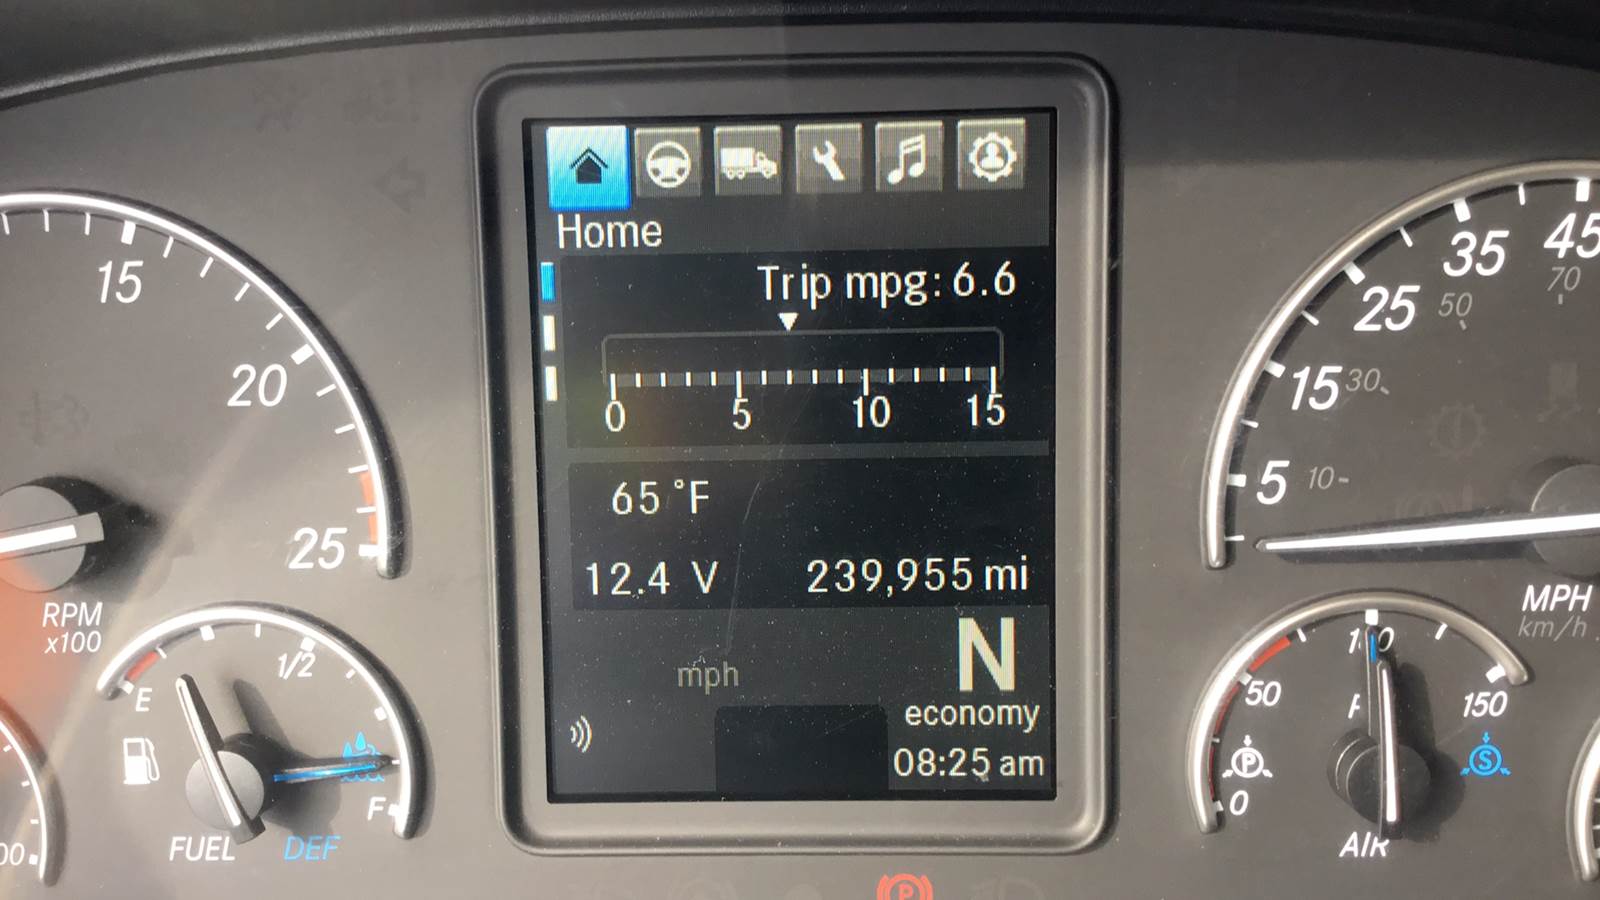 Home
Trip mpg: 6.6
0 5 10 15
65 °F
12.4 V 239,955 mi
mph
N
economy
08:25 am
15
20
25
RPM
x100
E 1/2 F
FUEL DEF
5 15 25 35 45
10 30 50 70
MPH
km/h
0 50 100 150
P
S
AIR
P